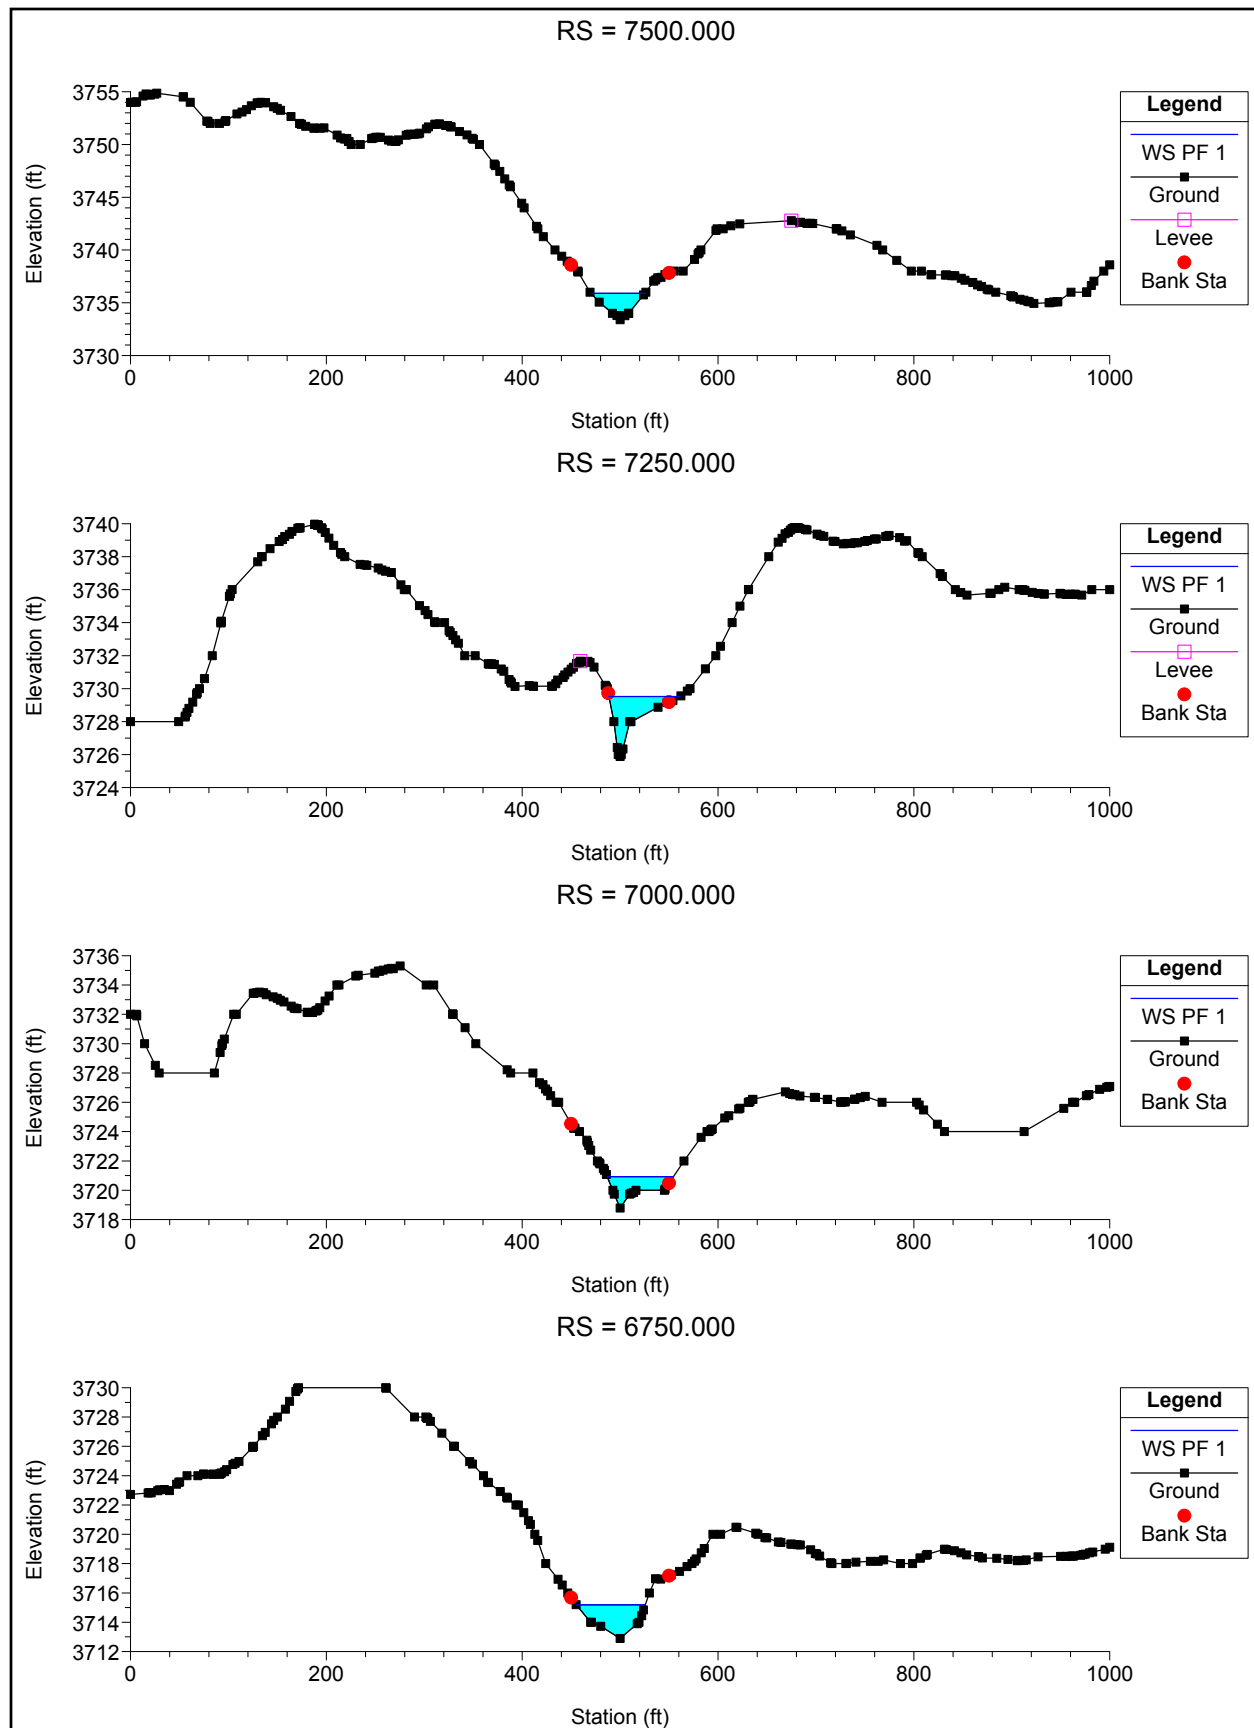 RS = 7500.000
3755
3750
3745
3740
3735
3730
Elevation (ft)
0 200 400 600 800 1000
Station (ft)
Legend
WS PF 1
Ground
Levee
Bank Sta
RS = 7250.000
3740
3738
3736
3734
3732
3730
3728
3726
3724
Elevation (ft)
0 200 400 600 800 1000
Station (ft)
Legend
WS PF 1
Ground
Levee
Bank Sta
RS = 7000.000
3736
3734
3732
3730
3728
3726
3724
3722
3720
3718
Elevation (ft)
0 200 400 600 800 1000
Station (ft)
Legend
WS PF 1
Ground
Bank Sta
RS = 6750.000
3730
3728
3726
3724
3722
3720
3718
3716
3714
3712
Elevation (ft)
0 200 400 600 800 1000
Station (ft)
Legend
WS PF 1
Ground
Bank Sta